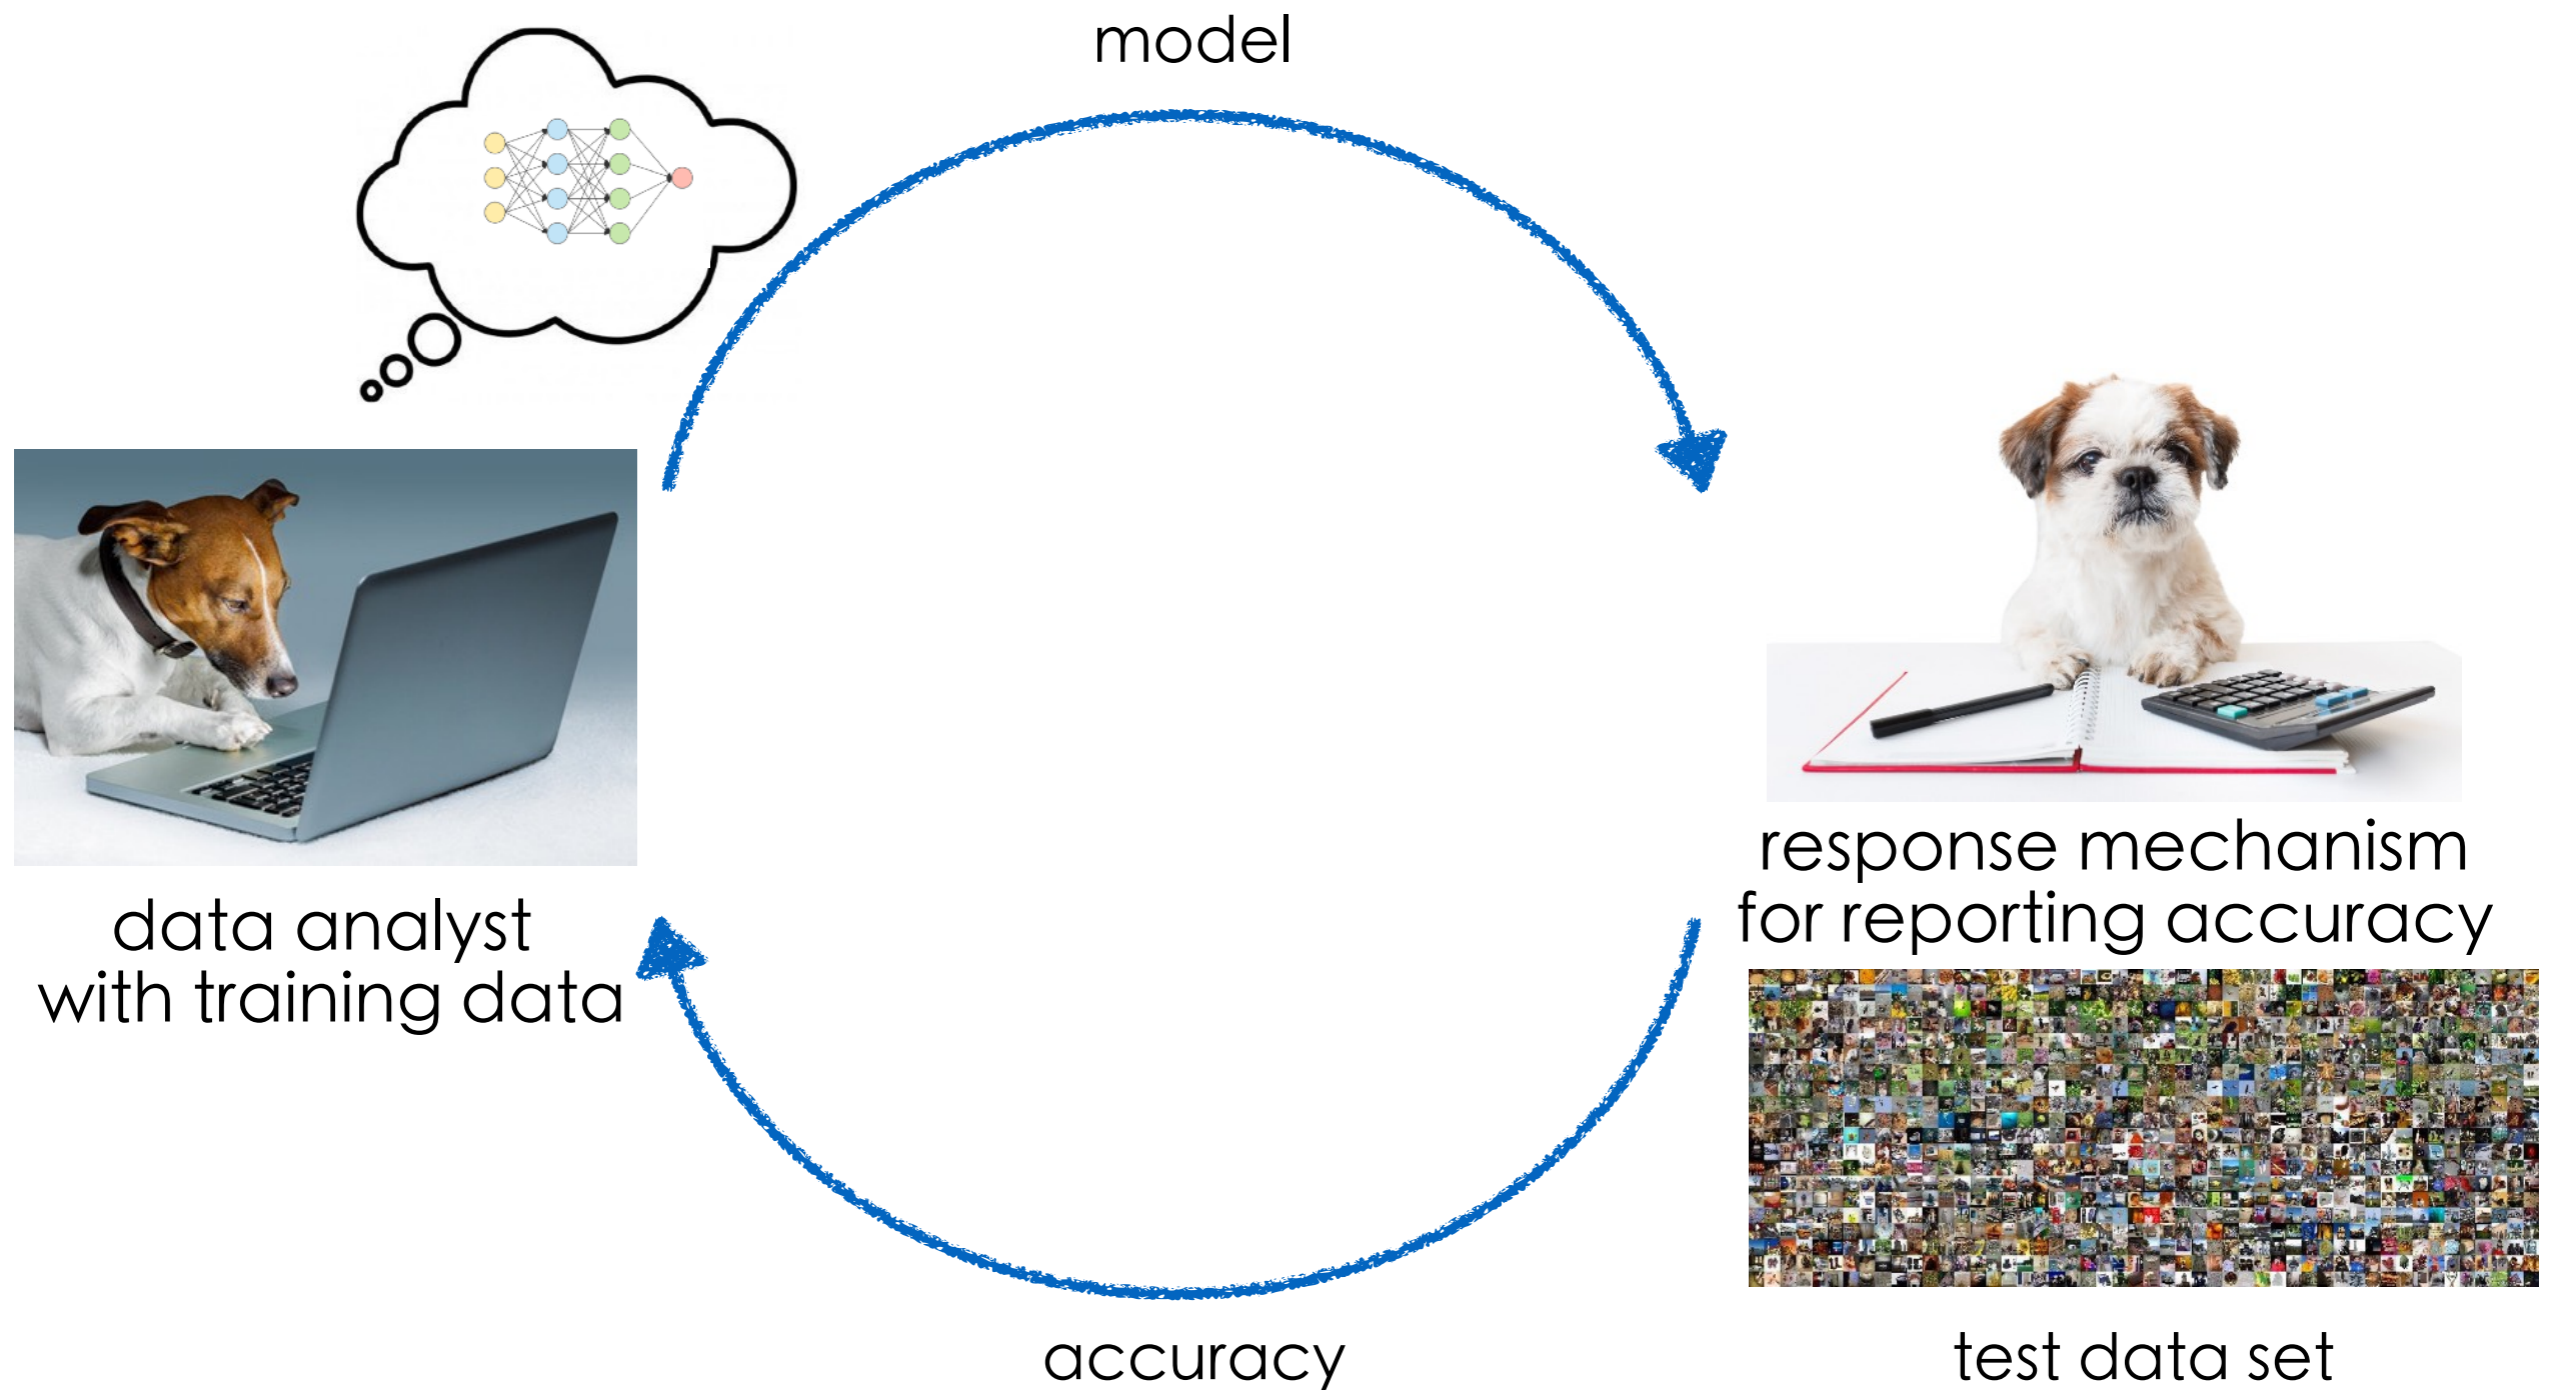 model
data analyst
with training data
response mechanism
for reporting accuracy
accuracy
test data set